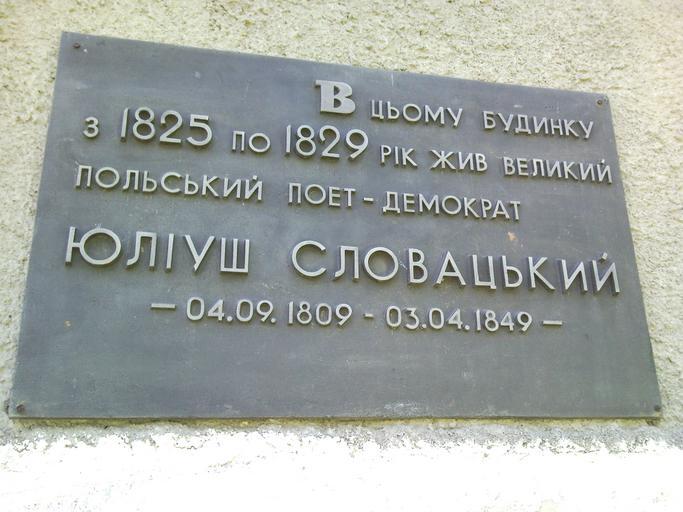 В ЦЬОМУ БУДИНКУ
З 1825 ПО 1829 РІК ЖИВ ВЕЛИКИЙ
ПОЛЬСЬКИЙ ПОЕТ-ДЕМОКРАТ
ЮЛІУШ СЛОВАЦЬКИЙ
— 04.09.1809 - 03.04.1849 —